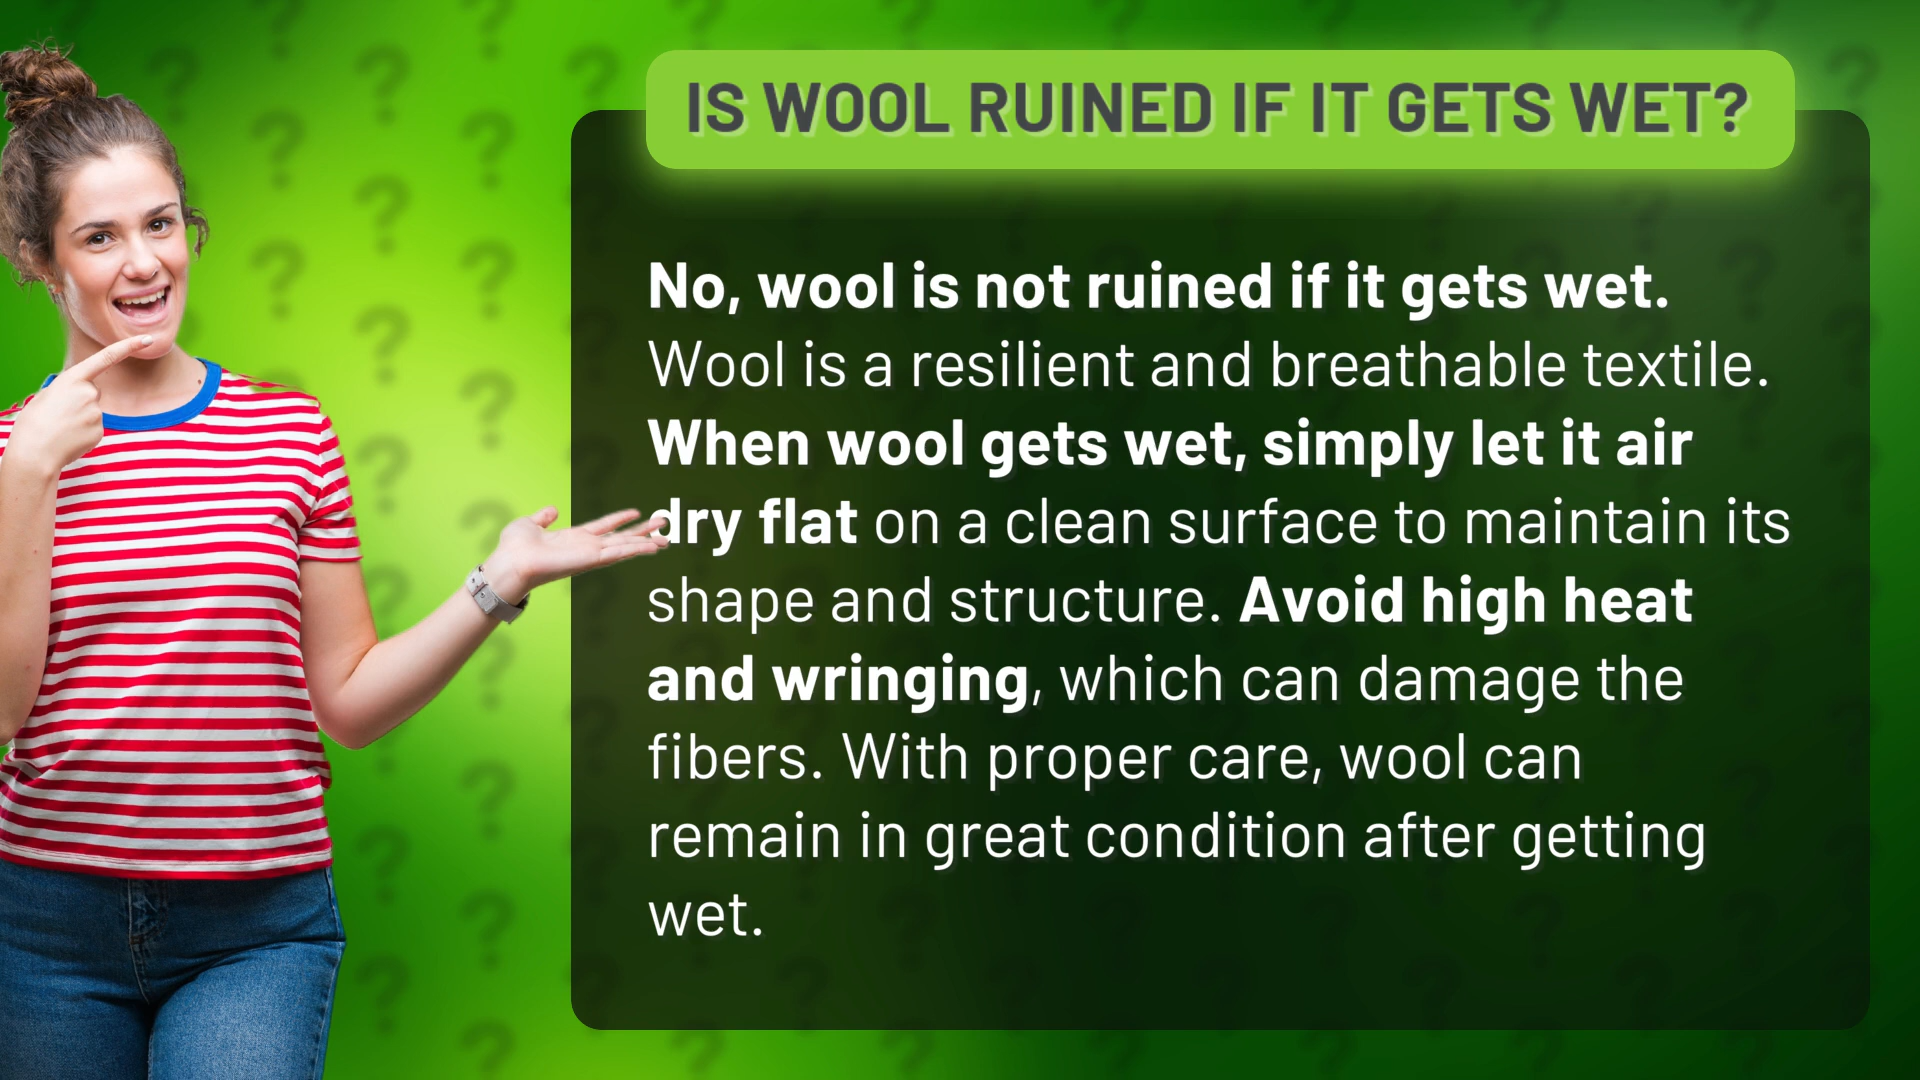 IS WOOL RUINED IF IT GETS WET?
No, wool is not ruined if it gets wet.
Wool is a resilient and breathable textile.
When wool gets wet, simply let it air
dry flat on a clean surface to maintain its
shape and structure. Avoid high heat
and wringing, which can damage the
fibers. With proper care, wool can
remain in great condition after getting
wet.